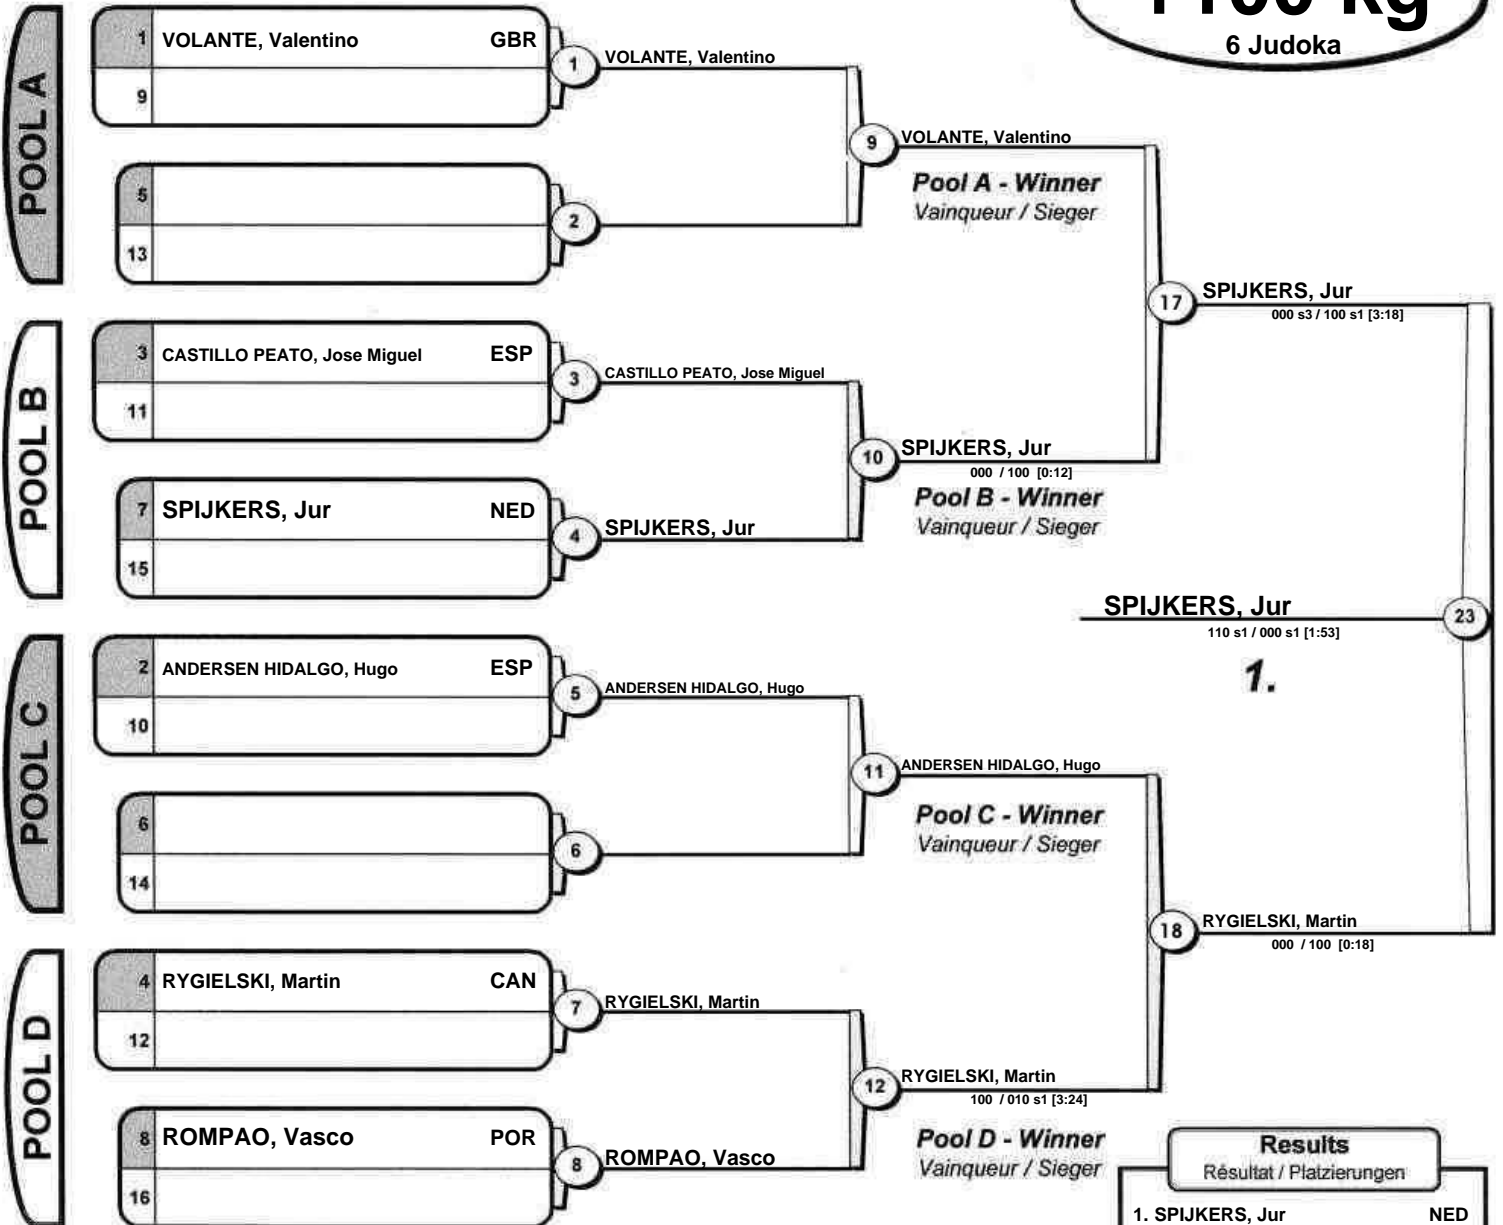 100 kg
6 Judoka
POOL A
1 VOLANTE, Valentino GBR
9
1 VOLANTE, Valentino
5
13
2
9 VOLANTE, Valentino
Pool A - Winner
Vainqueur / Sieger
POOL B
3 CASTILLO PEATO, Jose Miguel ESP
11
3 CASTILLO PEATO, Jose Miguel
7 SPIJKERS, Jur NED
15
4 SPIJKERS, Jur
10 SPIJKERS, Jur
000 / 100 [0:12]
Pool B - Winner
Vainqueur / Sieger
17 SPIJKERS, Jur
000 s3 / 100 s1 [3:18]
SPIJKERS, Jur 23
110 s1 / 000 s1 [1:53]
1.
POOL C
2 ANDERSEN HIDALGO, Hugo ESP
10
5 ANDERSEN HIDALGO, Hugo
6
14
6
11 ANDERSEN HIDALGO, Hugo
Pool C - Winner
Vainqueur / Sieger
18 RYGIELSKI, Martin
000 / 100 [0:18]
POOL D
4 RYGIELSKI, Martin CAN
12
7 RYGIELSKI, Martin
8 ROMPAO, Vasco POR
16
8 ROMPAO, Vasco
12 RYGIELSKI, Martin
100 / 010 s1 [3:24]
Pool D - Winner
Vainqueur / Sieger
Results
Résultat / Platzierungen
1. SPIJKERS, Jur NED